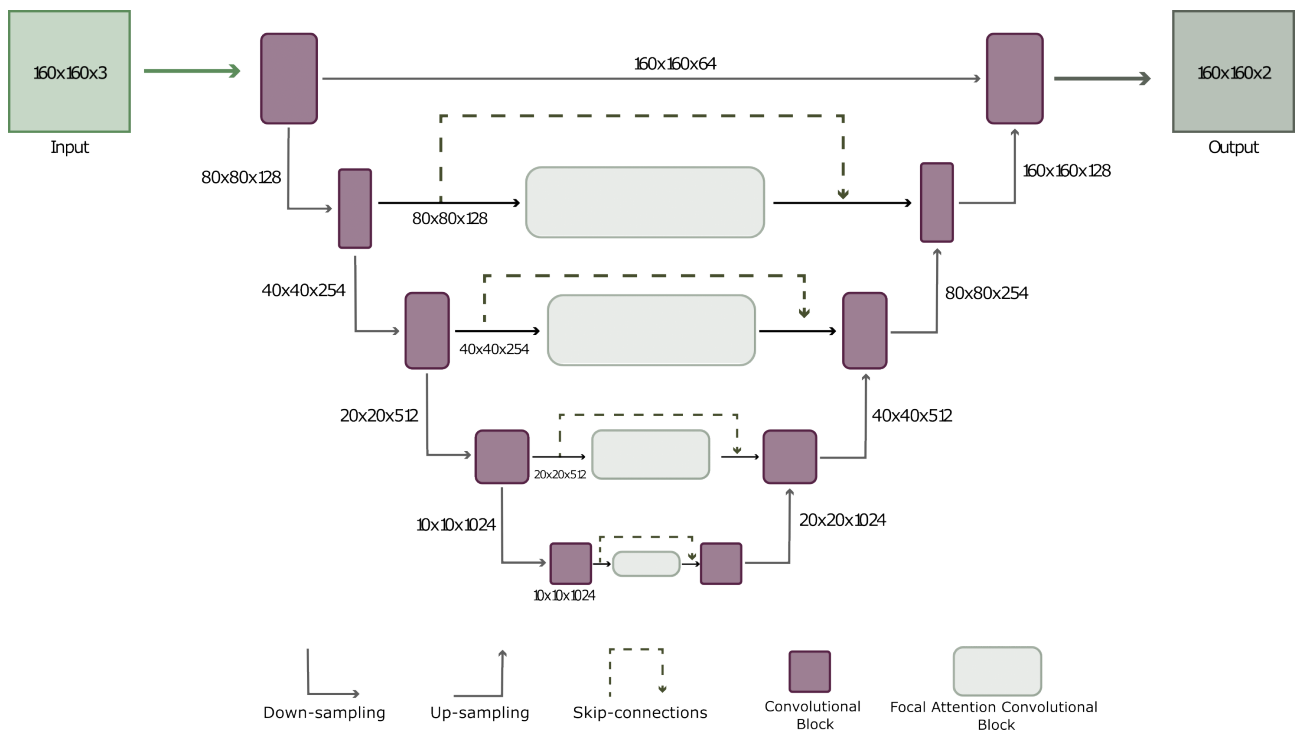 160x160x3
Input
160x160x64
160x160x2
Output
80x80x128
80x80x128
160x160x128
40x40x254
40x40x254
80x80x254
20x20x512
20x20x512
40x40x512
10x10x1024
10x10x1024
20x20x1024
Down-sampling
Up-sampling
Skip-connections
Convolutional
Block
Focal Attention Convolutional
Block